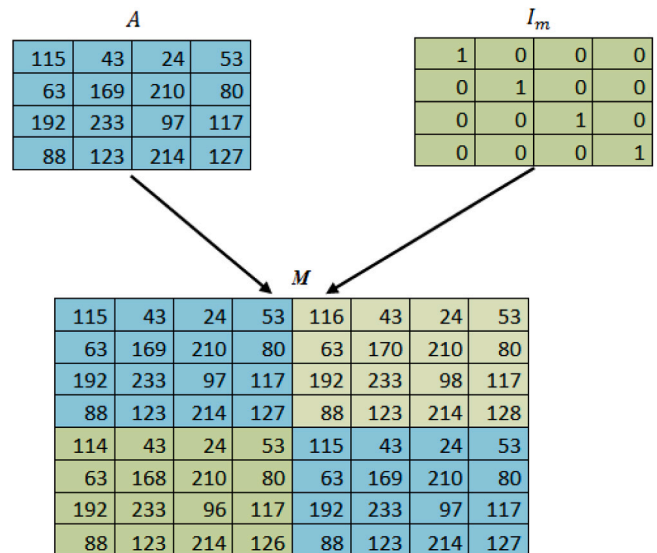 A I_m
115 43 24 53 1 0 0 0
63 169 210 80 0 1 0 0
192 233 97 117 0 0 1 0
88 123 214 127 0 0 0 1
M
115 43 24 53 116 43 24 53
63 169 210 80 63 170 210 80
192 233 97 117 192 233 98 117
88 123 214 127 88 123 214 128
114 43 24 53 115 43 24 53
63 168 210 80 63 169 210 80
192 233 96 117 192 233 97 117
88 123 214 126 88 123 214 127